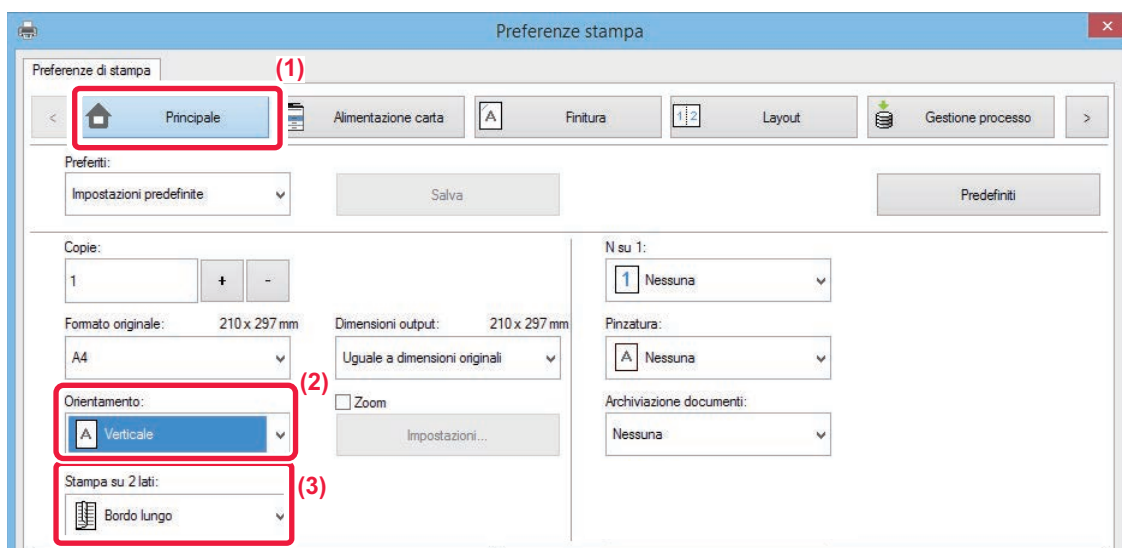 Preferenze stampa
Preferenze di stampa
(1)
<
Principale
Alimentazione carta
A
Finitura
1 2
Layout
Gestione processo
>
Preferiti:
Impostazioni predefinite
Salva
Predefiniti
Copie:
1
+
-
N su 1:
1 Nessuna
Formato originale: 210 x 297 mm
A4
Dimensioni output: 210 x 297 mm
Uguale a dimensioni originali
Pinzatura:
A Nessuna
(2)
Orientamento:
A Verticale
Zoom
Impostazioni...
Archiviazione documenti:
Nessuna
(3)
Stampa su 2 lati:
Bordo lungo